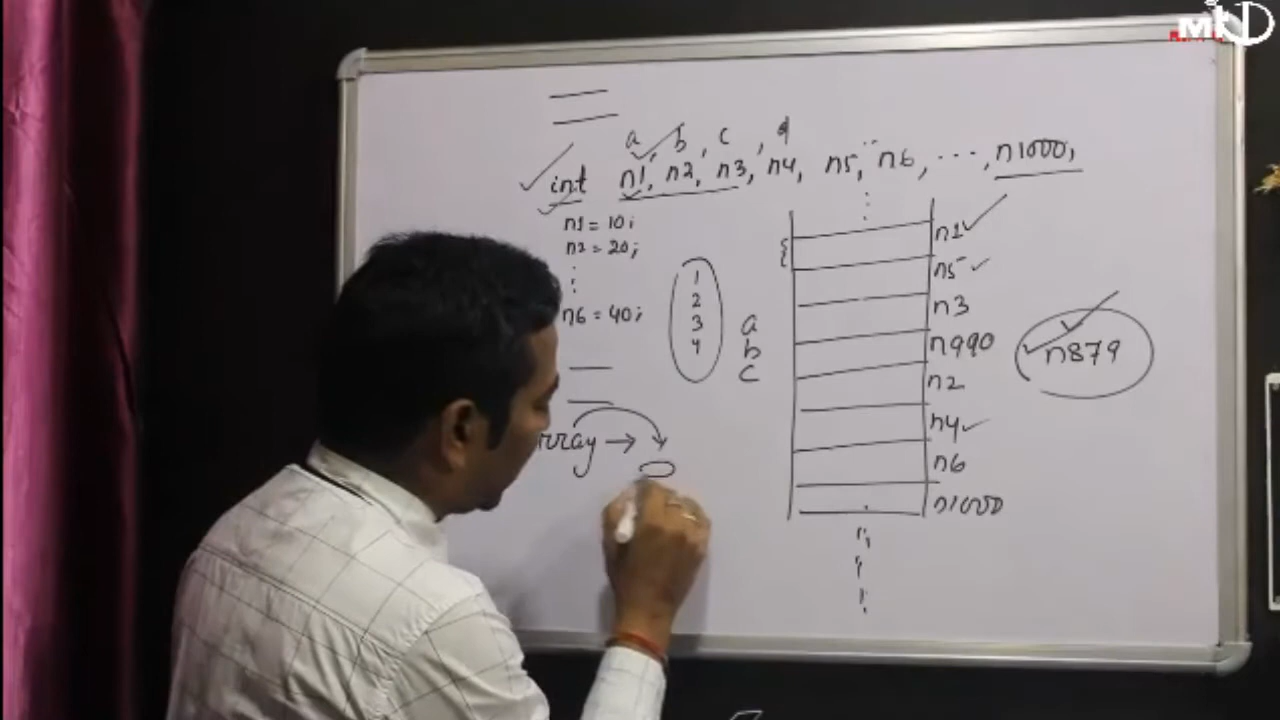 a, b, c, d
int n1, n2, n3, n4, n5, n6, ..., n1000,
n1 = 10;
n2 = 20;
n6 = 40;
1
2
3
4
a
b
c
rray →
n1
n5
n3
n990
n2
n4
n6
n1000
n879